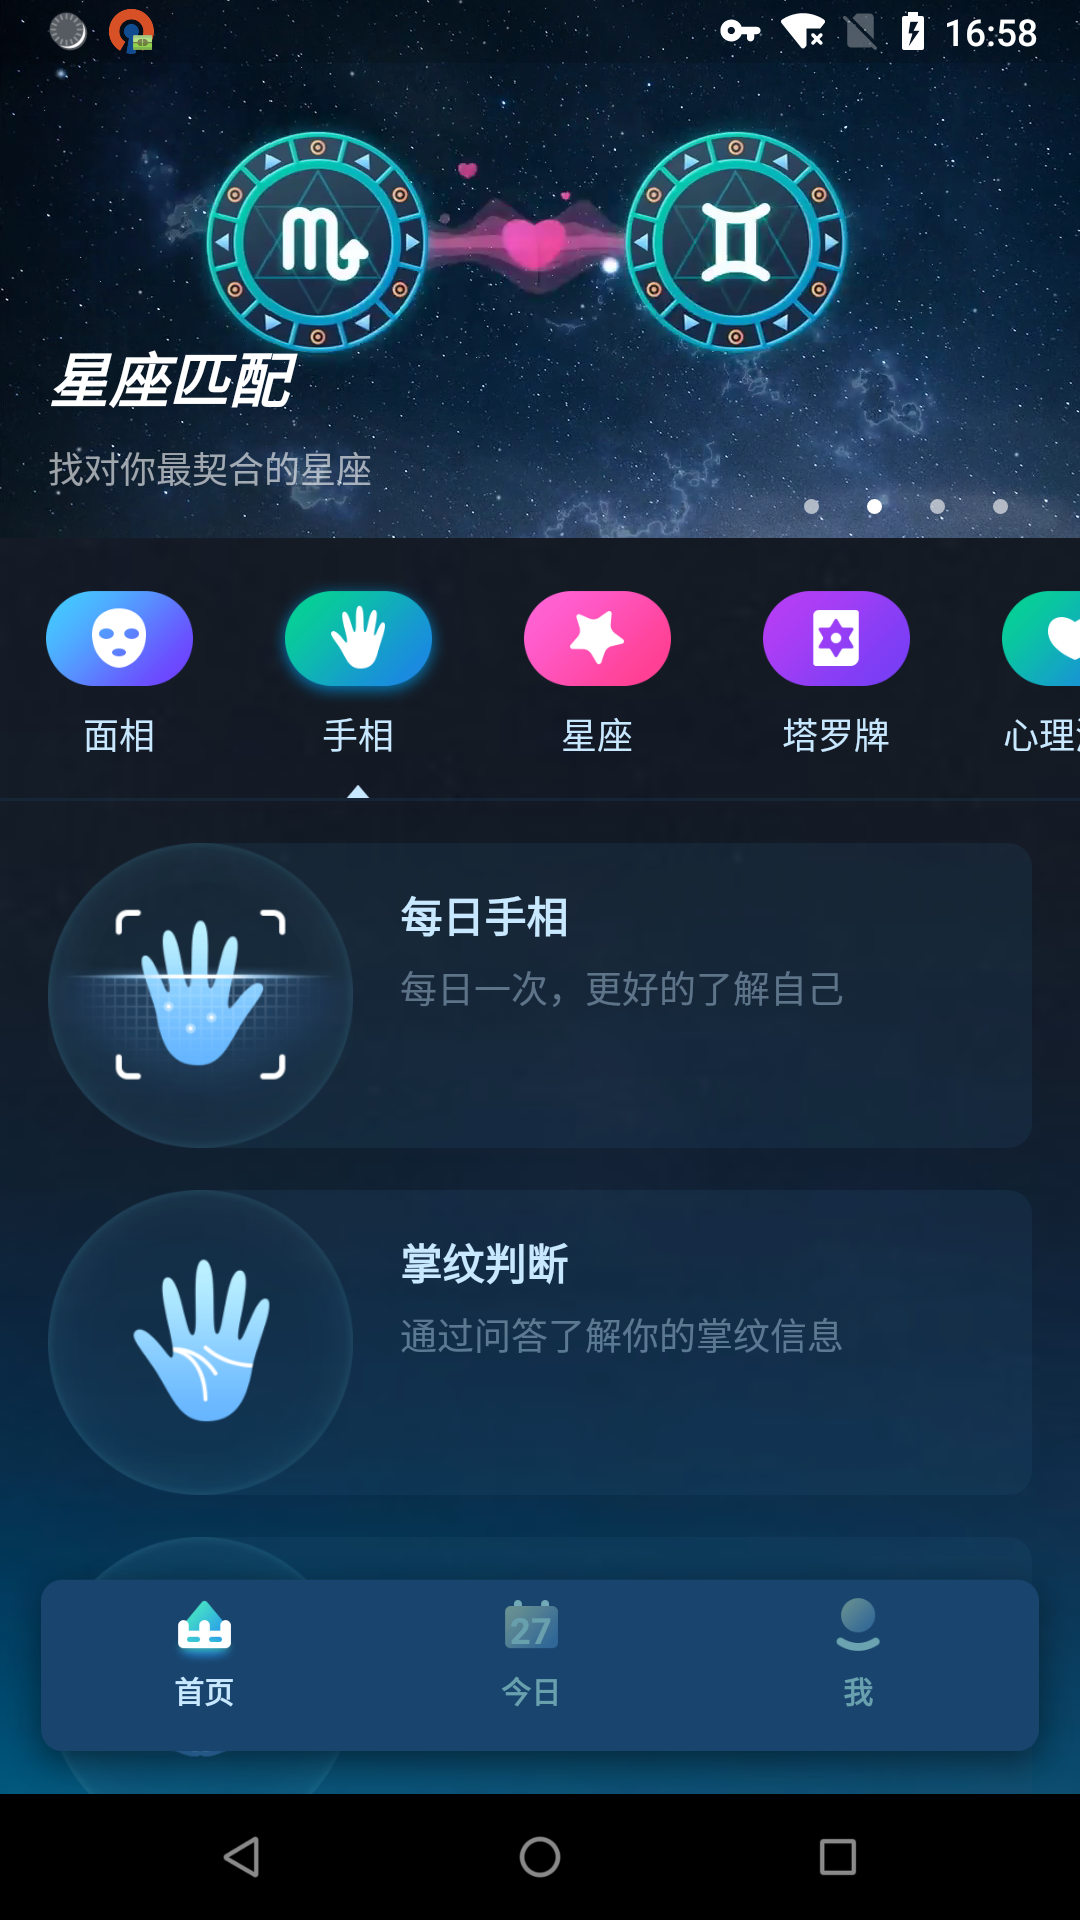 16:58
星座匹配
找对你最契合的星座
面相
手相
星座
塔罗牌
心理
每日手相
每日一次，更好的了解自己
掌纹判断
通过问答了解你的掌纹信息
27
首页
今日
我